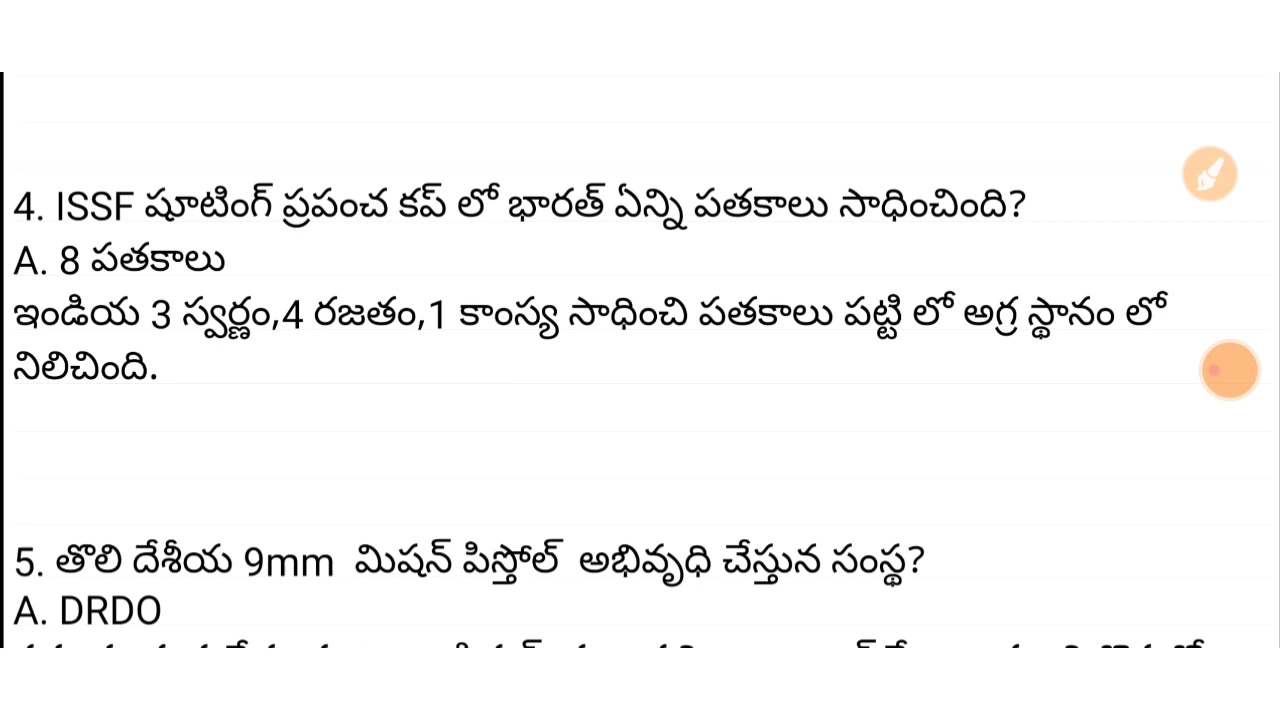 4. ISSF షూటింగ్ ప్రపంచ కప్ లో భారత్ ఏన్ని పతకాలు సాధించింది?
A. 8 పతకాలు
ఇండియ 3 స్వర్ణం,4 రజతం,1 కాంస్య సాధించి పతకాలు పట్టి లో అగ్ర స్థానం లో
నిలిచింది.
5. తొలి దేశీయ 9mm మిషన్ పిస్తోల్ అభివృధి చేస్తున సంస్థ?
A. DRDO